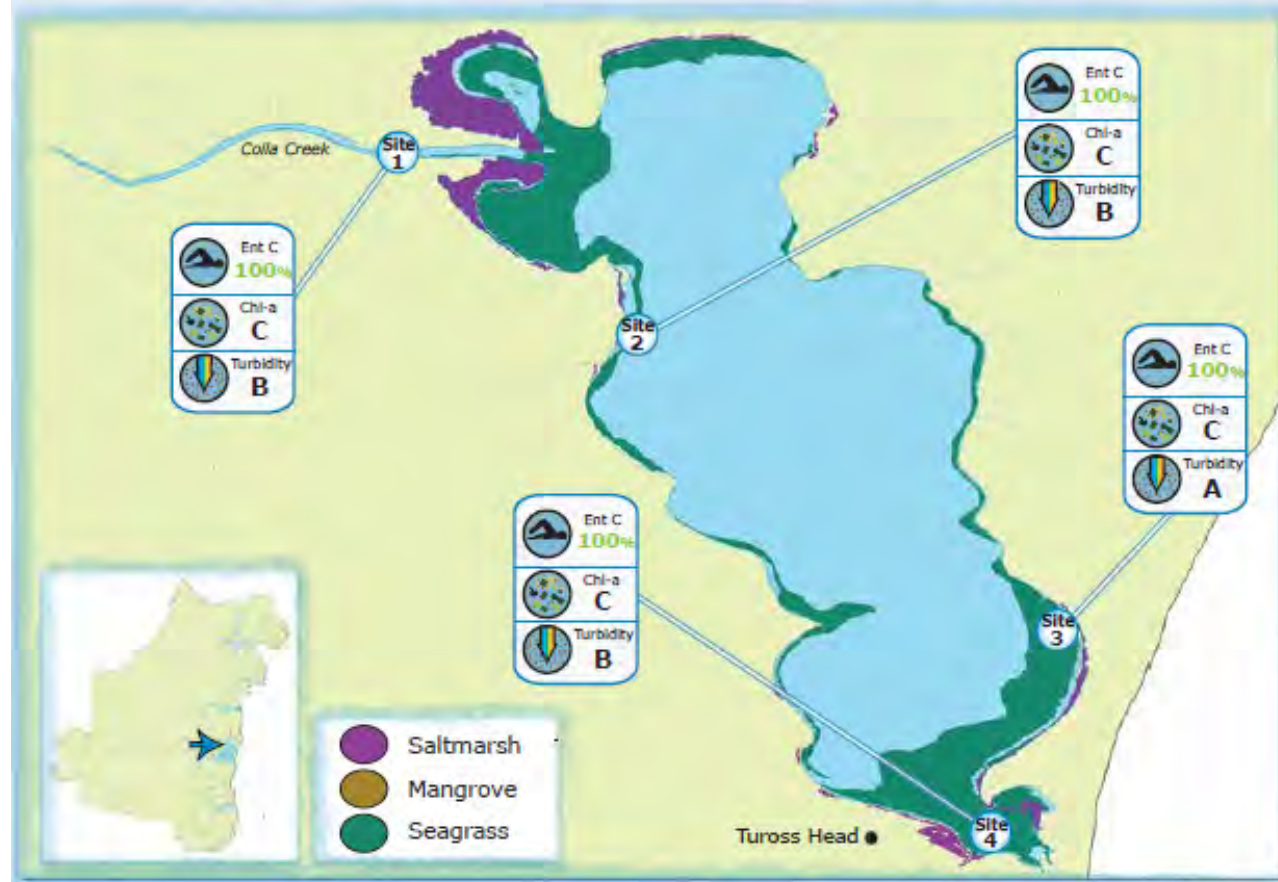 Ent C
100%
Chl-a
C
Turbidity
B
Coila Creek
Site
1
Ent C
100%
Chl-a
C
Turbidity
B
Site
2
Ent C
100%
Chl-a
C
Turbidity
A
Ent C
100%
Chl-a
C
Turbidity
B
Site
3
Saltmarsh
Mangrove
Seagrass
Tuross Head
Site
4